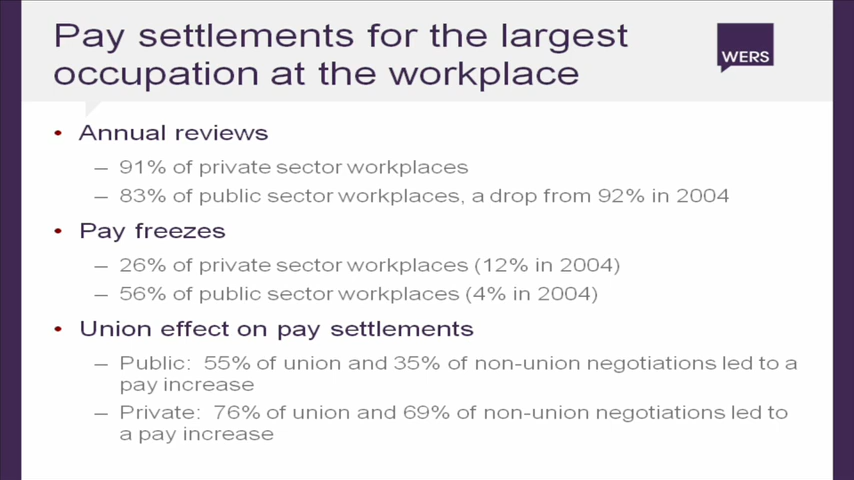 Pay settlements for the largest
occupation at the workplace
WERS
• Annual reviews
– 91% of private sector workplaces
– 83% of public sector workplaces, a drop from 92% in 2004
• Pay freezes
– 26% of private sector workplaces (12% in 2004)
– 56% of public sector workplaces (4% in 2004)
• Union effect on pay settlements
– Public:  55% of union and 35% of non-union negotiations led to a
pay increase
– Private:  76% of union and 69% of non-union negotiations led to
a pay increase